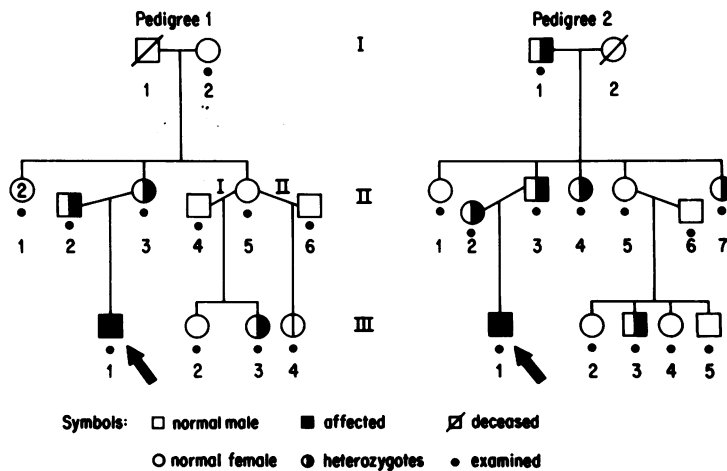 Pedigree 1 Pedigree 2
I
1 2 1 2
2 I II
II
1 2 3 4 5 6 1 2 3 4 5 6 7
III
1 2 3 4 1 2 3 4 5
Symbols: normal male affected deceased
normal female heterozygotes examined